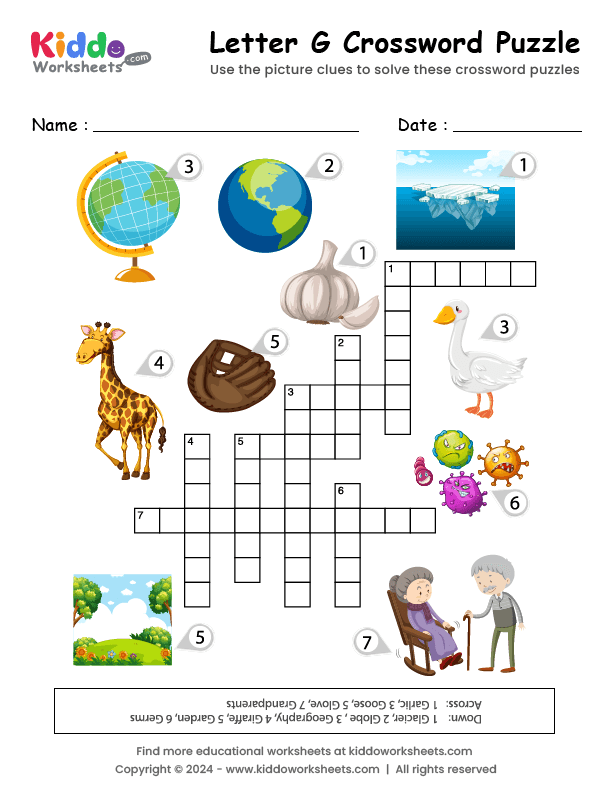 Kiddo
Worksheets.com
Letter G Crossword Puzzle
Use the picture clues to solve these crossword puzzles
Name :
Date :
3
2
1
1
1
3
5
4
2
3
4
5
6
6
7
5
7
Across: 1 Garlic, 3 Goose, 5 Glove, 7 Grandparents
Down: 1 Glacier, 2 Globe , 3 Geography, 4 Giraffe, 5 Garden, 6 Germs
Find more educational worksheets at kiddoworksheets.com
Copyright © 2024 - www.kiddoworksheets.com | All rights reserved